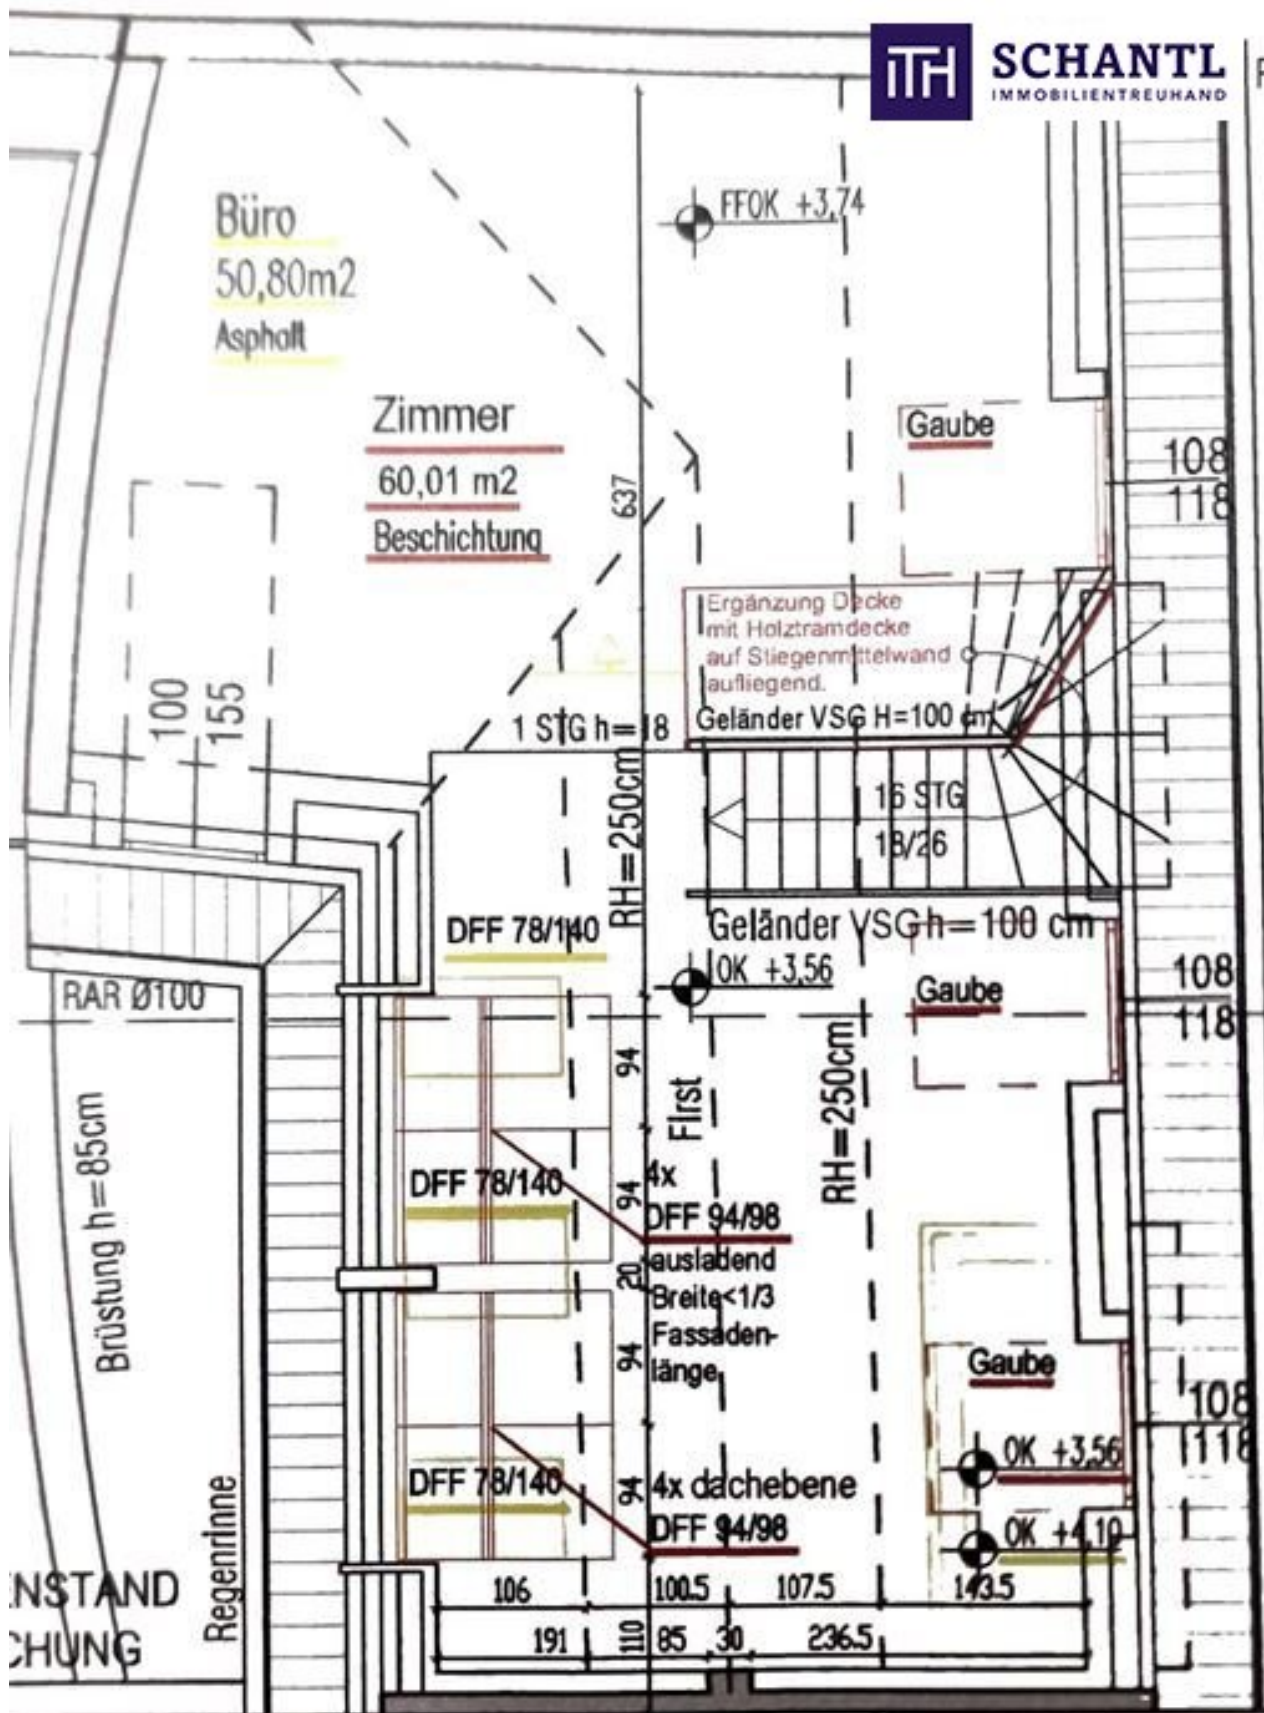 ITH SCHANTL
IMMOBILIENTREUHAND
Büro
50,80m2
Asphalt
FFOK +3,74
Zimmer
60,01 m2
Beschichtung
637
Gaube
108
118
100
155
Ergänzung Decke
mit Holztramdecke
auf Stiegenmittelwand
aufliegend.
Geländer VSG H=100 cm
1 STG h=18
RH=250cm
16 STG
18/26
DFF 78/140
Geländer VSG h=100 cm
OK +3,56
RAR Ø100
Gaube
108
118
94
First
RH=250cm
Brüstung h=85cm
DFF 78/140
94
4x
DFF 94/98
ausladend
Breite<1/3
Fassaden-
länge
20
94
Gaube
108
118
OK +3,56
DFF 78/140
94
4x dachebene
DFF 94/98
OK +4,10
Regenrinne
NSTAND
CHUNG
106 100.5 107.5 143.5
191 110 85 30 236.5